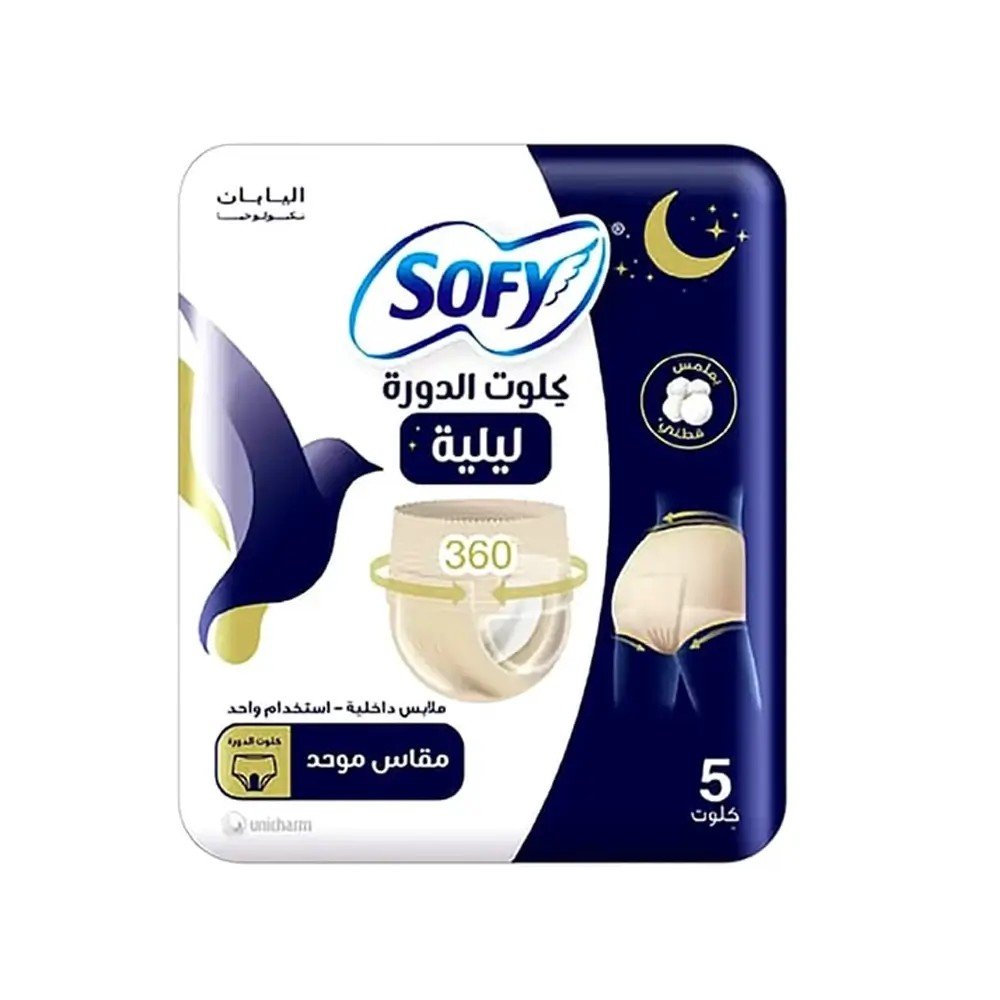 اليابان
تكنولوجيا
SOFY®
كلوت الدورة
ليلية
بملمس
قطني
360
ملابس داخلية - استخدام واحد
كلوت الدورة
مقاس موحد
5
كلوت
unicharm